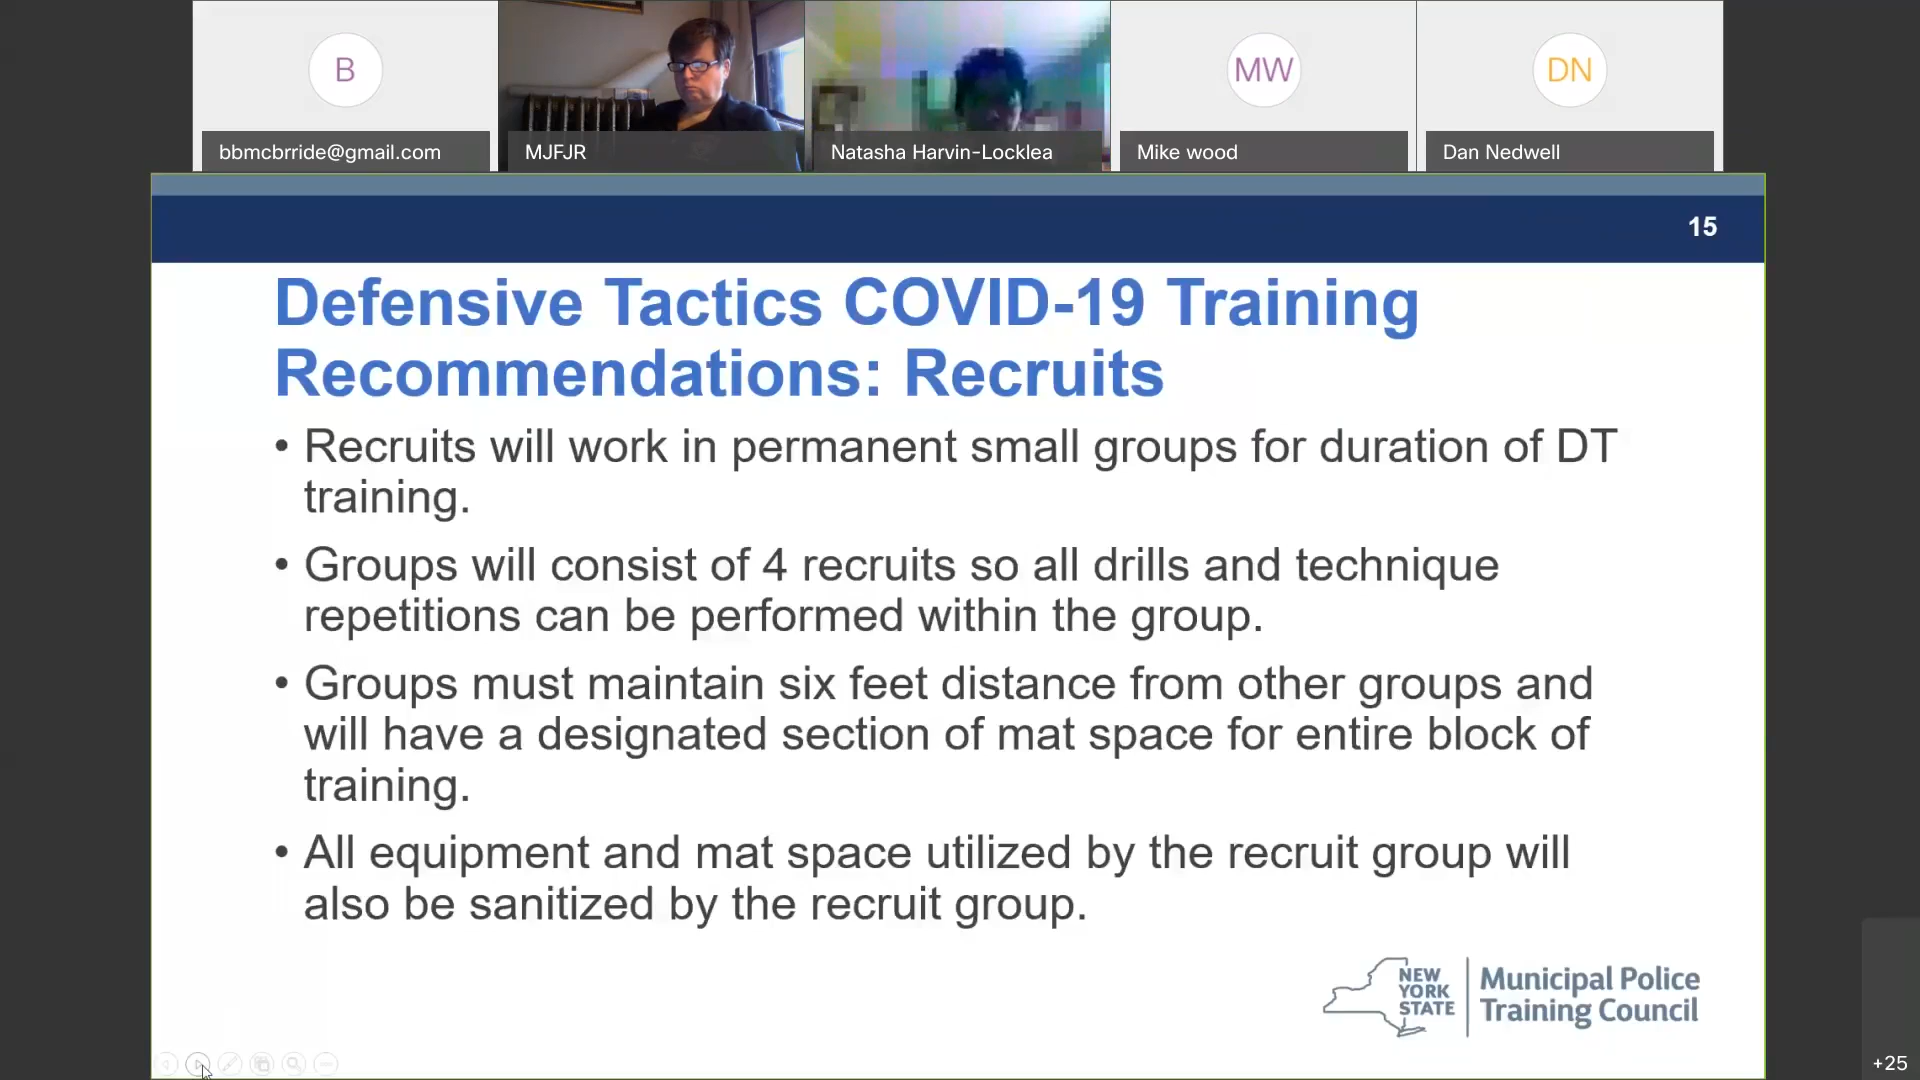 B
MW
DN
bbmcbrride@gmail.com
MJFJR
Natasha Harvin-Locklea
Mike wood
Dan Nedwell
15
Defensive Tactics COVID-19 Training
Recommendations: Recruits
• Recruits will work in permanent small groups for duration of DT
training.
• Groups will consist of 4 recruits so all drills and technique
repetitions can be performed within the group.
• Groups must maintain six feet distance from other groups and
will have a designated section of mat space for entire block of
training.
• All equipment and mat space utilized by the recruit group will
also be sanitized by the recruit group.
NEW
YORK
STATE
Municipal Police
Training Council
+25